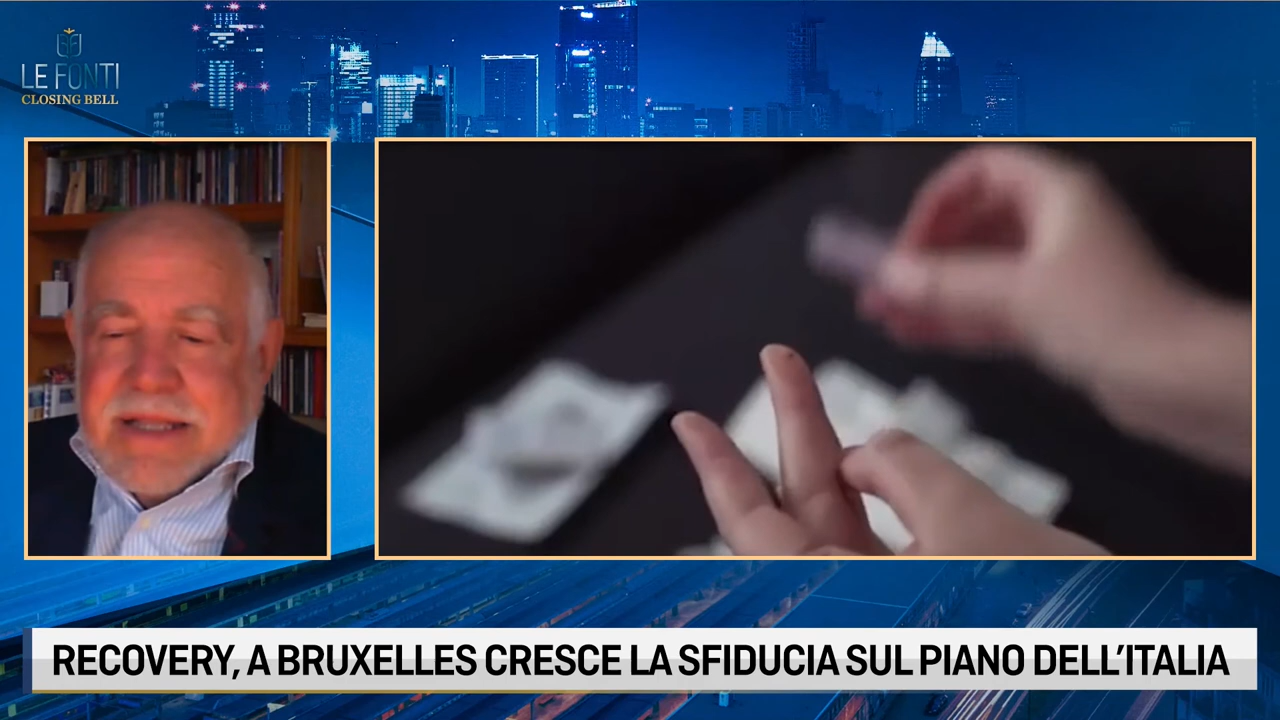 LE FONTI
CLOSING BELL
RECOVERY, A BRUXELLES CRESCE LA SFIDUCIA SUL PIANO DELL'ITALIA